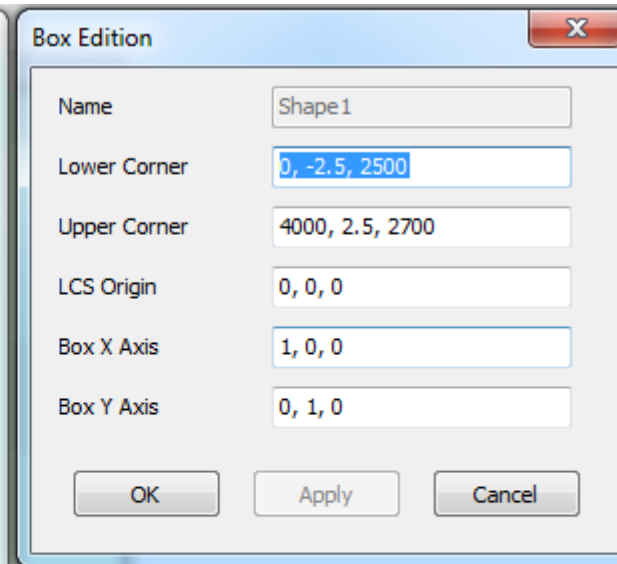 Box Edition
Name Shape1
Lower Corner 0, -2.5, 2500
Upper Corner 4000, 2.5, 2700
LCS Origin 0, 0, 0
Box X Axis 1, 0, 0
Box Y Axis 0, 1, 0
OK Apply Cancel